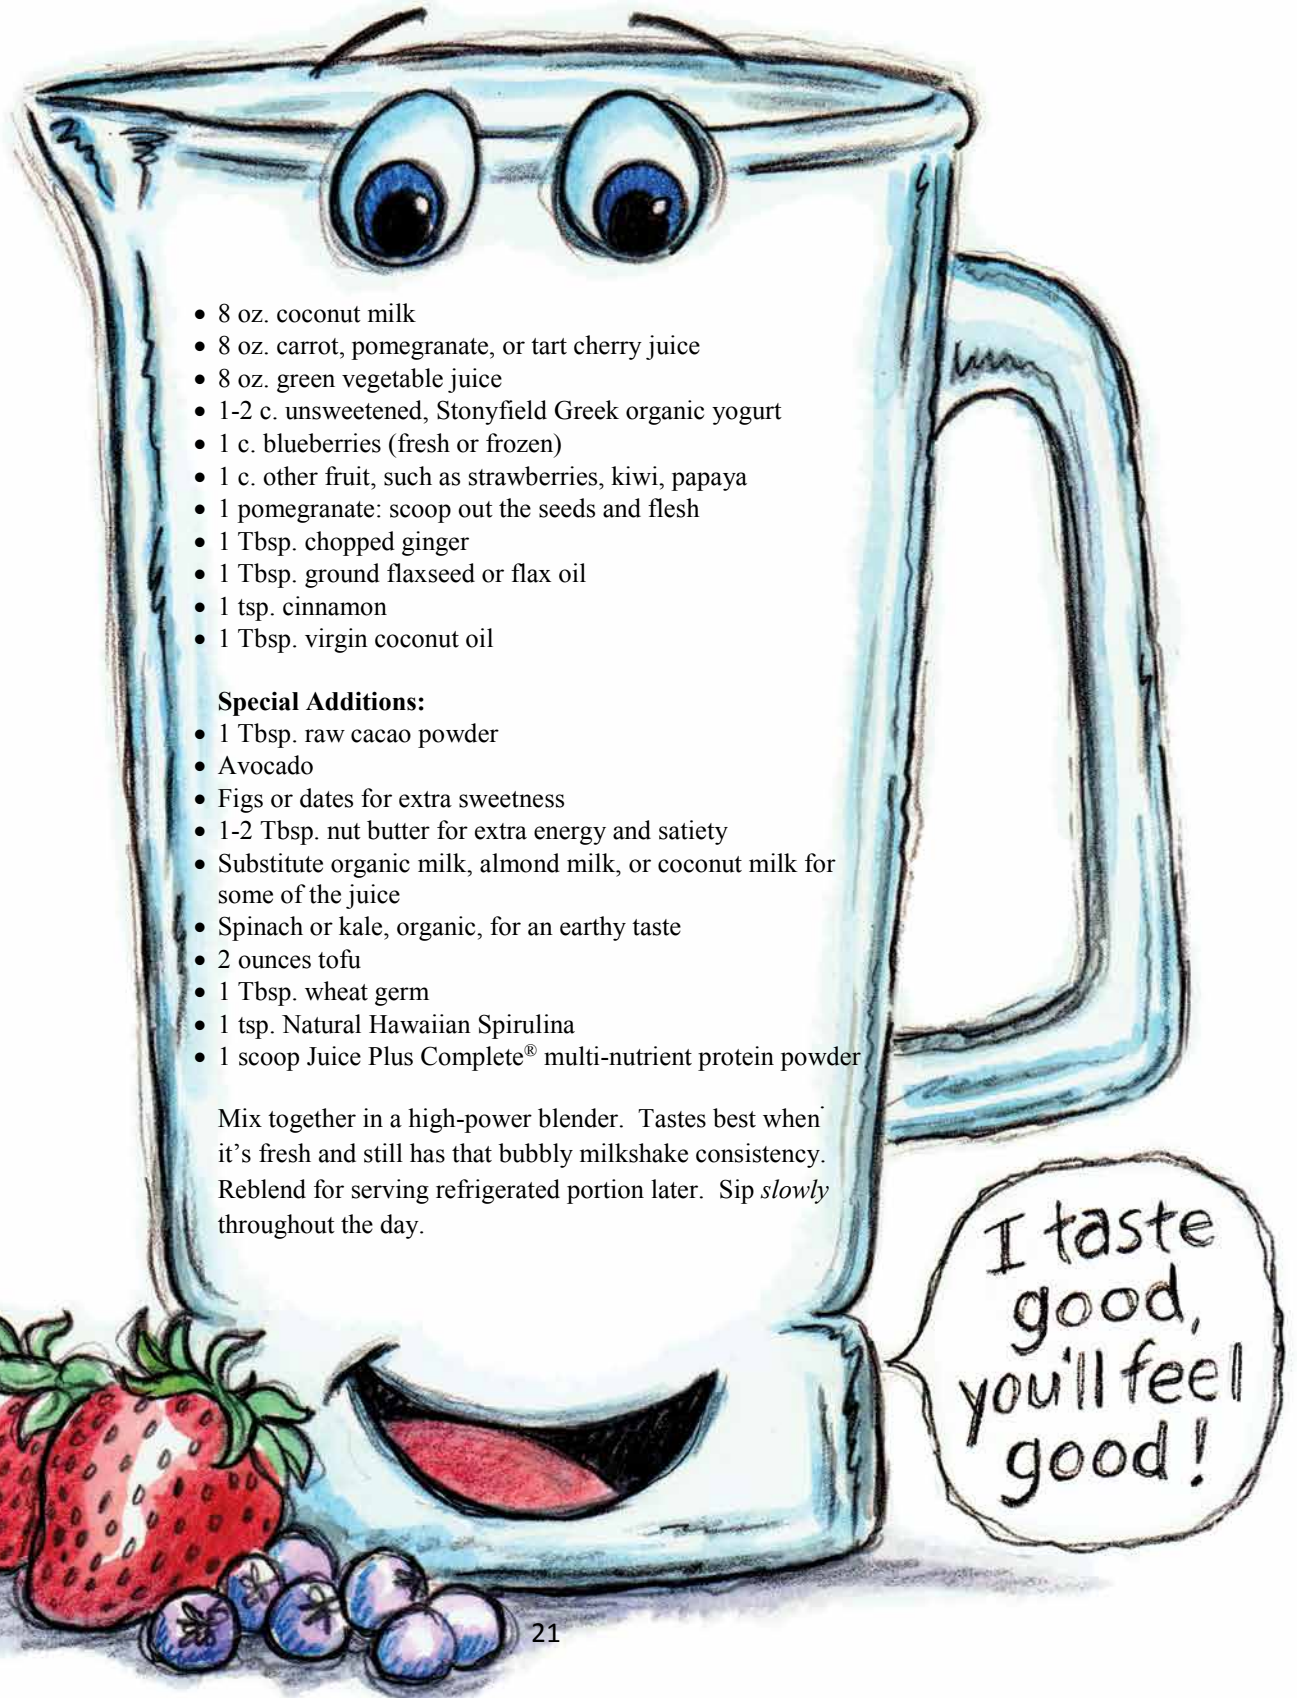 • 8 oz. coconut milk
• 8 oz. carrot, pomegranate, or tart cherry juice
• 8 oz. green vegetable juice
• 1-2 c. unsweetened, Stonyfield Greek organic yogurt
• 1 c. blueberries (fresh or frozen)
• 1 c. other fruit, such as strawberries, kiwi, papaya
• 1 pomegranate: scoop out the seeds and flesh
• 1 Tbsp. chopped ginger
• 1 Tbsp. ground flaxseed or flax oil
• 1 tsp. cinnamon
• 1 Tbsp. virgin coconut oil
Special Additions:
• 1 Tbsp. raw cacao powder
• Avocado
• Figs or dates for extra sweetness
• 1-2 Tbsp. nut butter for extra energy and satiety
• Substitute organic milk, almond milk, or coconut milk for
some of the juice
• Spinach or kale, organic, for an earthy taste
• 2 ounces tofu
• 1 Tbsp. wheat germ
• 1 tsp. Natural Hawaiian Spirulina
• 1 scoop Juice Plus Complete® multi-nutrient protein powder
Mix together in a high-power blender. Tastes best when
it’s fresh and still has that bubbly milkshake consistency.
Reblend for serving refrigerated portion later. Sip slowly
throughout the day.
I taste
good,
you'll feel
good!
21